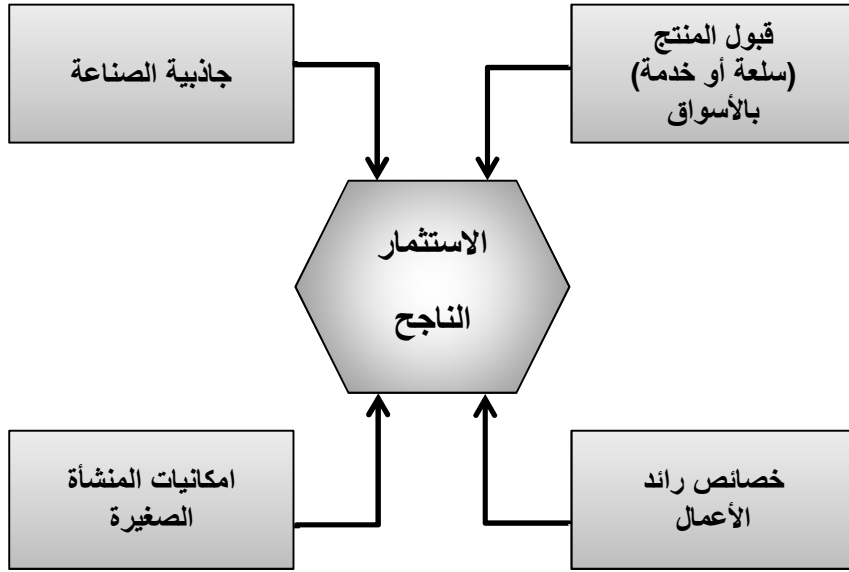 قبول المنتج
(سلعة أو خدمة)
بالأسواق
جاذبية الصناعة
الاستثمار
الناجح
خصائص رائد
الأعمال
امكانيات المنشأة
الصغيرة